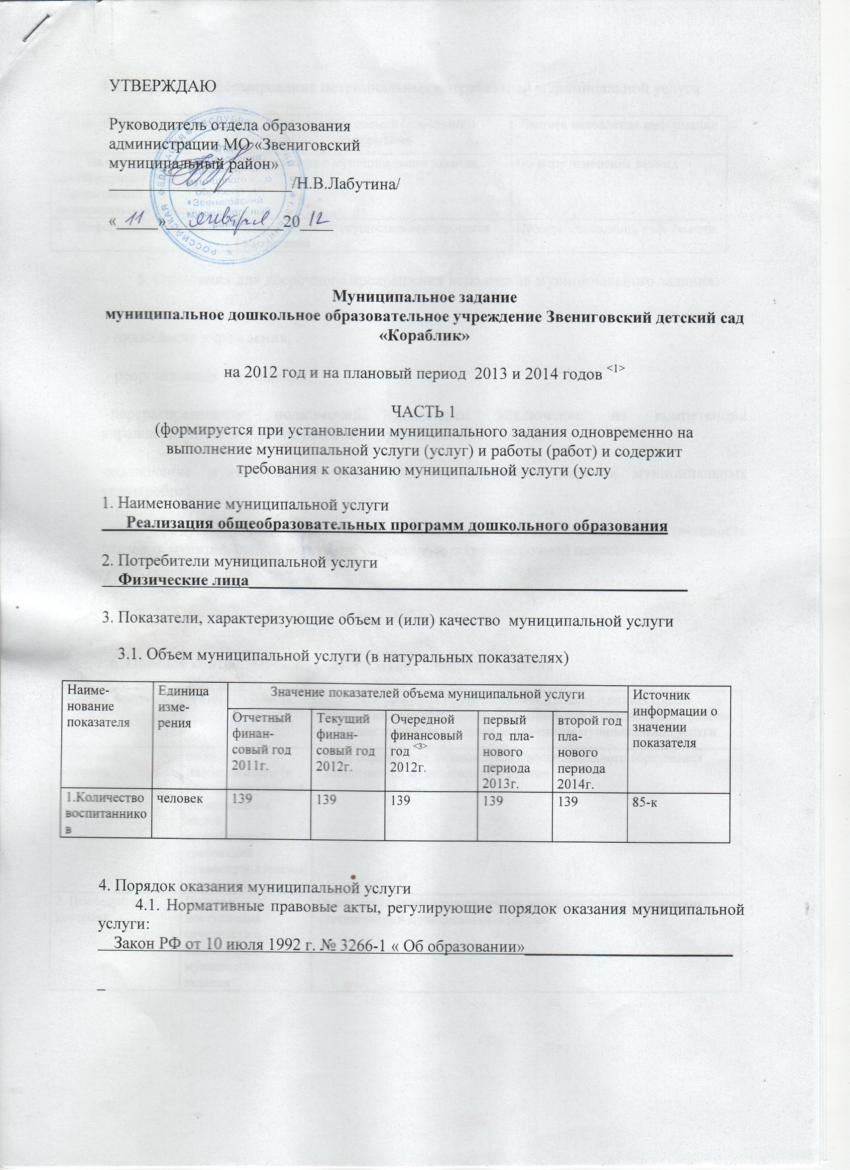 УТВЕРЖДАЮ
Руководитель отдела образования
администрации МО «Звениговский
муниципальный район»
/Н.В.Лабутина/
« 11 » января 2012
Муниципальное задание
муниципальное дошкольное образовательное учреждение Звениговский детский сад
«Кораблик»
на 2012 год и на плановый период 2013 и 2014 годов <1>
ЧАСТЬ 1
(формируется при установлении муниципального задания одновременно на
выполнение муниципальной услуги (услуг) и работы (работ) и содержит
требования к оказанию муниципальной услуги (услу
1. Наименование муниципальной услуги
Реализация общеобразовательных программ дошкольного образования
2. Потребители муниципальной услуги
Физические лица
3. Показатели, характеризующие объем и (или) качество муниципальной услуги
3.1. Объем муниципальной услуги (в натуральных показателях)
Наиме-
нование
показателя
Единица
изме-
рения
Значение показателей объема муниципальной услуги
Источник
информации о
значении
показателя
Отчетный
финан-
совый год
2011г.
Текущий
финан-
совый год
2012г.
Очередной
финансовый
год <3>
2012г.
первый
год пла-
нового
периода
2013г.
второй год
пла-
нового
периода
2014г.
1.Количество
воспитаннико
в
человек
139
139
139
139
139
85-к
4. Порядок оказания муниципальной услуги
4.1. Нормативные правовые акты, регулирующие порядок оказания муниципальной
услуги:
Закон РФ от 10 июля 1992 г. № 3266-1 « Об образовании»